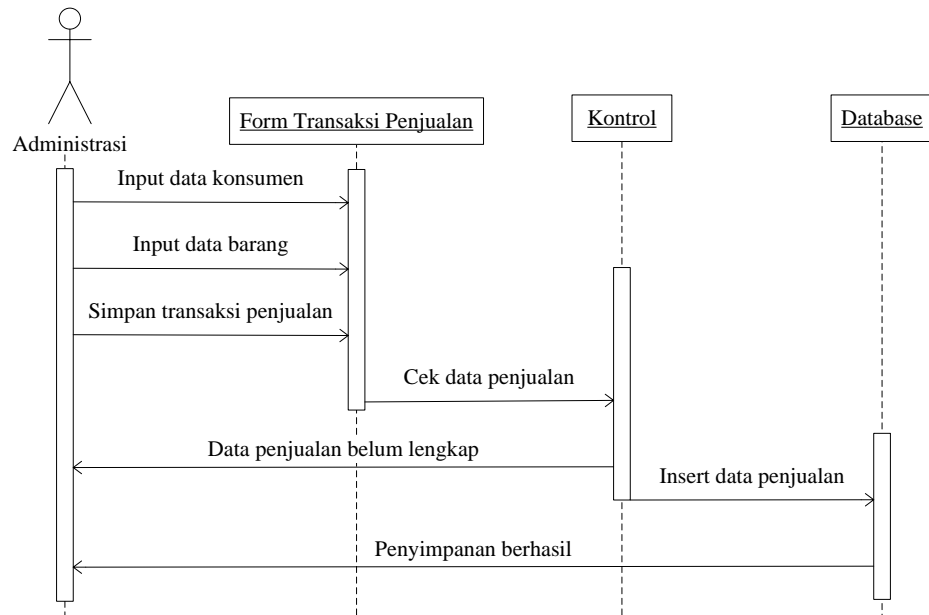 Form Transaksi Penjualan
Kontrol
Database
Administrasi
Input data konsumen
Input data barang
Simpan transaksi penjualan
Cek data penjualan
Data penjualan belum lengkap
Insert data penjualan
Penyimpanan berhasil